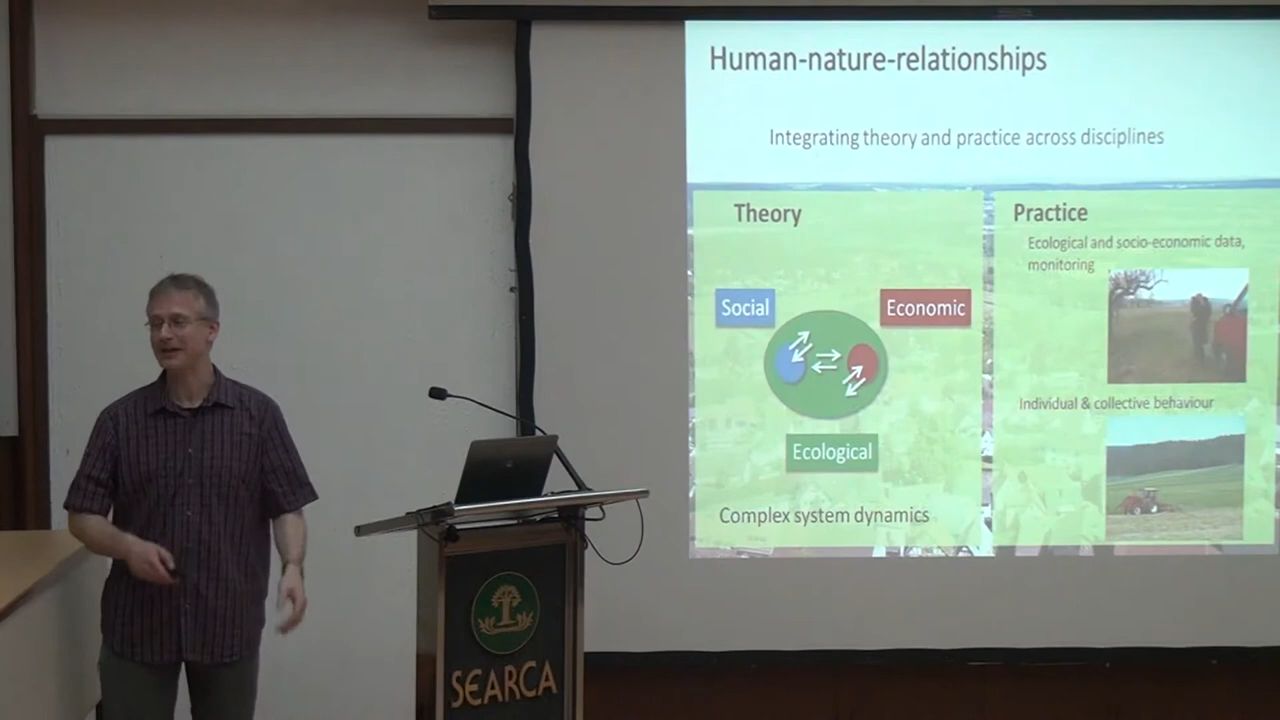 Human-nature-relationships
Integrating theory and practice across disciplines
Theory
Social
Economic
Ecological
Complex system dynamics
Practice
Ecological and socio-economic data,
monitoring
Individual & collective behaviour
SEARCA